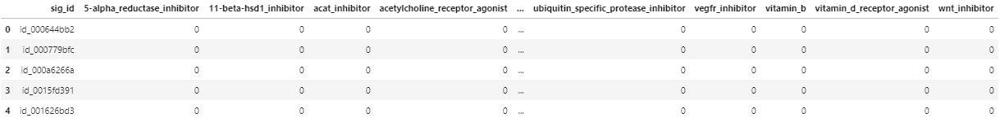 sig_id 5-alpha_reductase_inhibitor 11-beta-hsd1_inhibitor acat_inhibitor acetylcholine_receptor_agonist ... ubiquitin_specific_protease_inhibitor vegfr_inhibitor vitamin_b vitamin_d_receptor_agonist wnt_inhibitor
0 id_000644bb2 0 0 0 0 ... 0 0 0 0 0
1 id_000779bfc 0 0 0 0 ... 0 0 0 0 0
2 id_000a6266a 0 0 0 0 ... 0 0 0 0 0
3 id_0015fd391 0 0 0 0 ... 0 0 0 0 0
4 id_001626bd3 0 0 0 0 ... 0 0 0 0 0